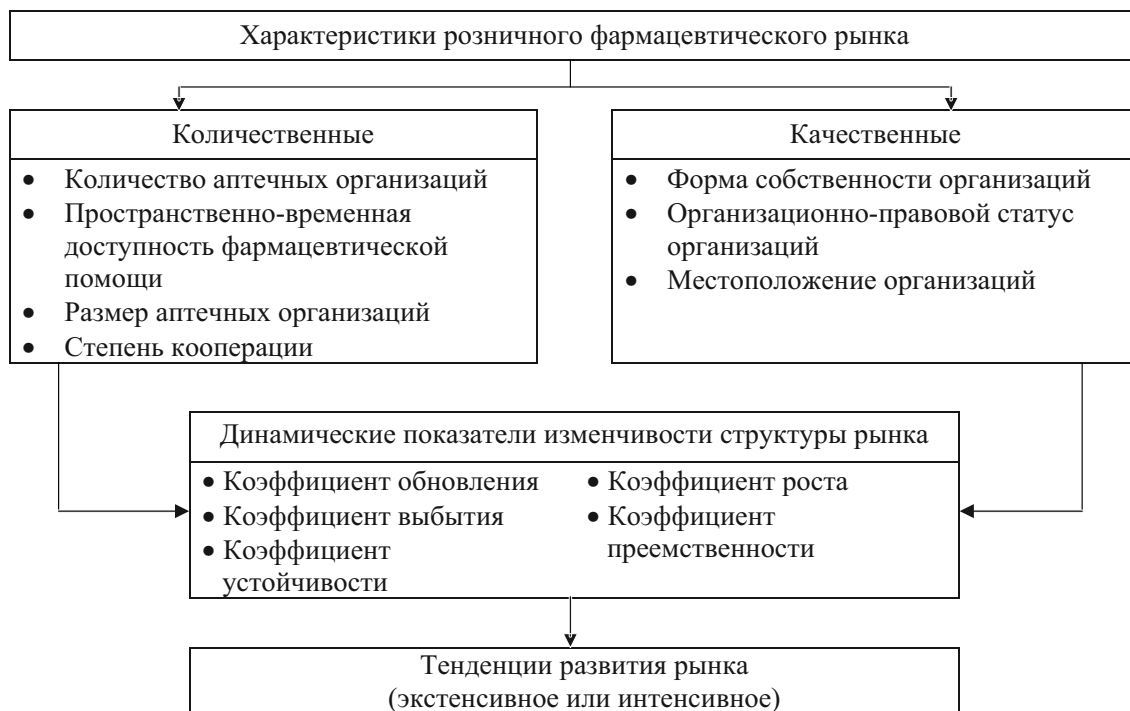 Характеристики розничного фармацевтического рынка
Количественные
• Количество аптечных организаций
• Пространственно-временная
доступность фармацевтической
помощи
• Размер аптечных организаций
• Степень кооперации
Качественные
• Форма собственности организаций
• Организационно-правовой статус
организаций
• Местоположение организаций
Динамические показатели изменчивости структуры рынка
• Коэффициент обновления
• Коэффициент выбытия
• Коэффициент
устойчивости
• Коэффициент роста
• Коэффициент
преемственности
Тенденции развития рынка
(экстенсивное или интенсивное)